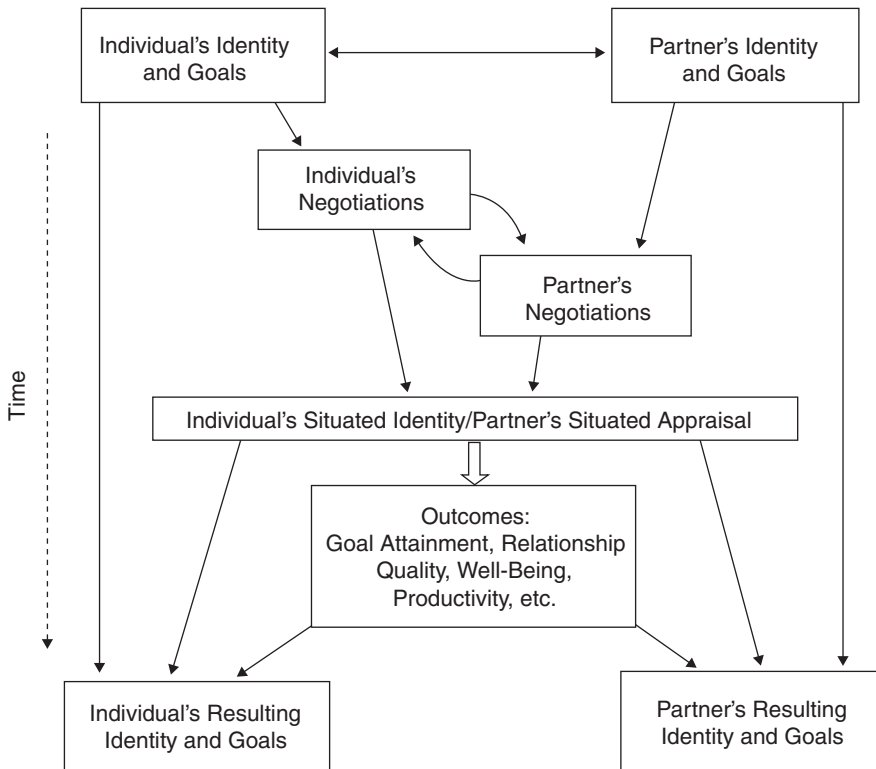 Individual's Identity
and Goals
Partner's Identity
and Goals
Individual's
Negotiations
Partner's
Negotiations
Time
Individual's Situated Identity/Partner's Situated Appraisal
Outcomes:
Goal Attainment, Relationship
Quality, Well-Being,
Productivity, etc.
Individual's Resulting
Identity and Goals
Partner's Resulting
Identity and Goals